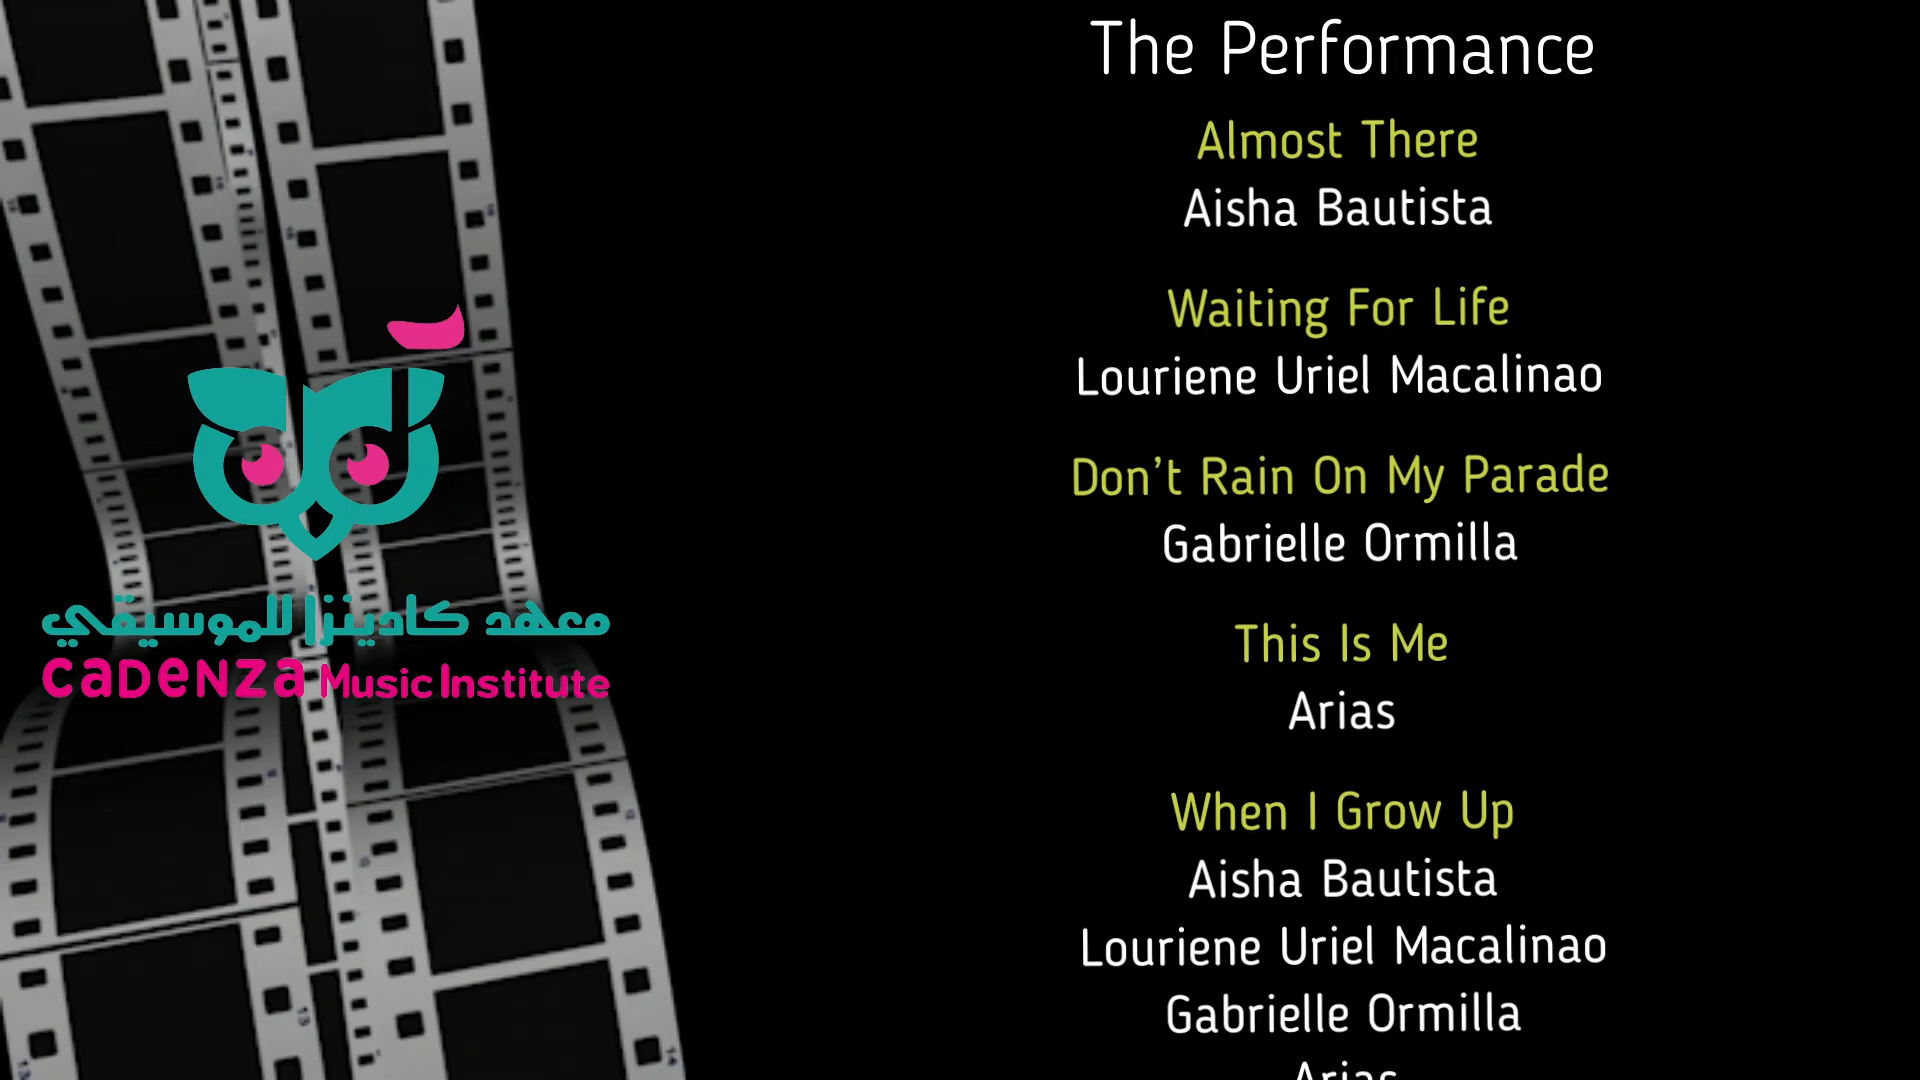 The Performance
Almost There
Aisha Bautista
Waiting For Life
Louriene Uriel Macalinao
Don’t Rain On My Parade
Gabrielle Ormilla
This Is Me
Arias
When I Grow Up
Aisha Bautista
Louriene Uriel Macalinao
Gabrielle Ormilla
Arias
معهد كادينزا للموسيقي
CADENZA Music Institute